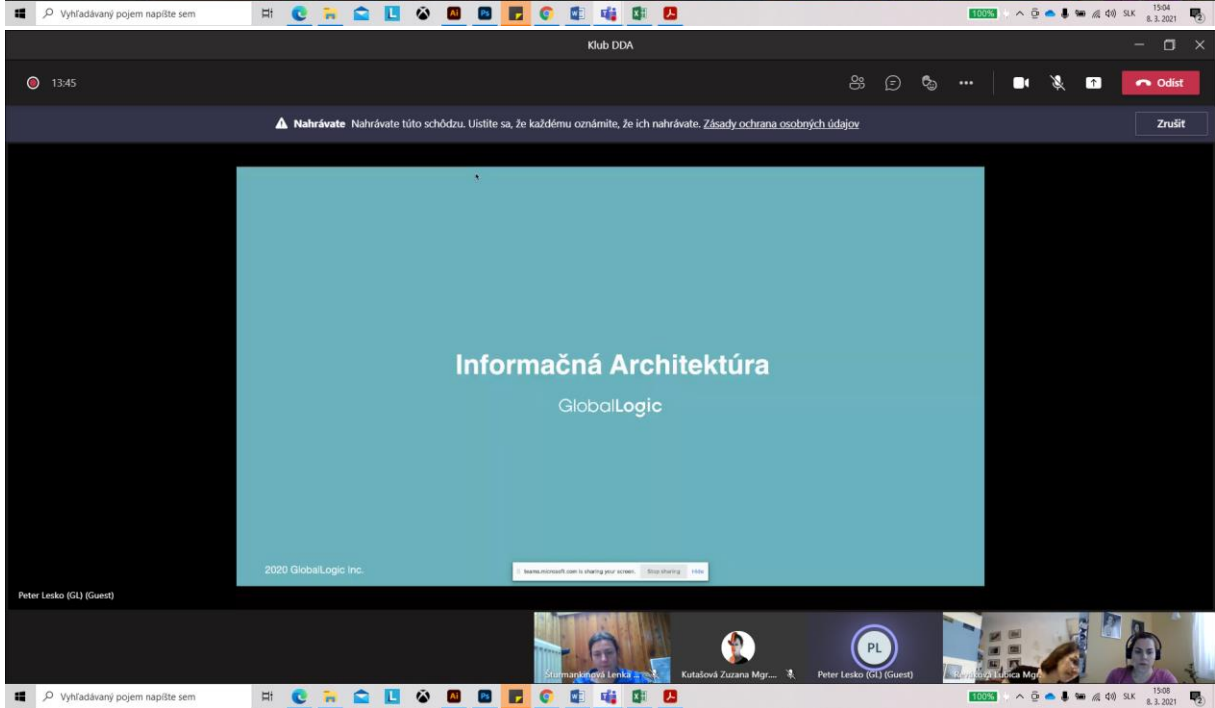 Vyhľadávaný pojem napíšte sem
100%
SLK
15:04
8. 3. 2021
Klub DDA
13:45
Odísť
Nahrávate Nahrávate túto schôdzu. Uistite sa, že každému oznámite, že ich nahrávate. Zásady ochrana osobných údajov
Zrušiť
Informačná Architektúra
GlobalLogic
2020 GlobalLogic Inc.
teams.microsoft.com is sharing your screen. Stop sharing Hide
Peter Lesko (GL) (Guest)
PL
Lenka
Kutašová Zuzana Mgr....
Peter Lesko (GL) (Guest)
Ľubica Mgr.
Vyhľadávaný pojem napíšte sem
100%
SLK
15:08
8. 3. 2021